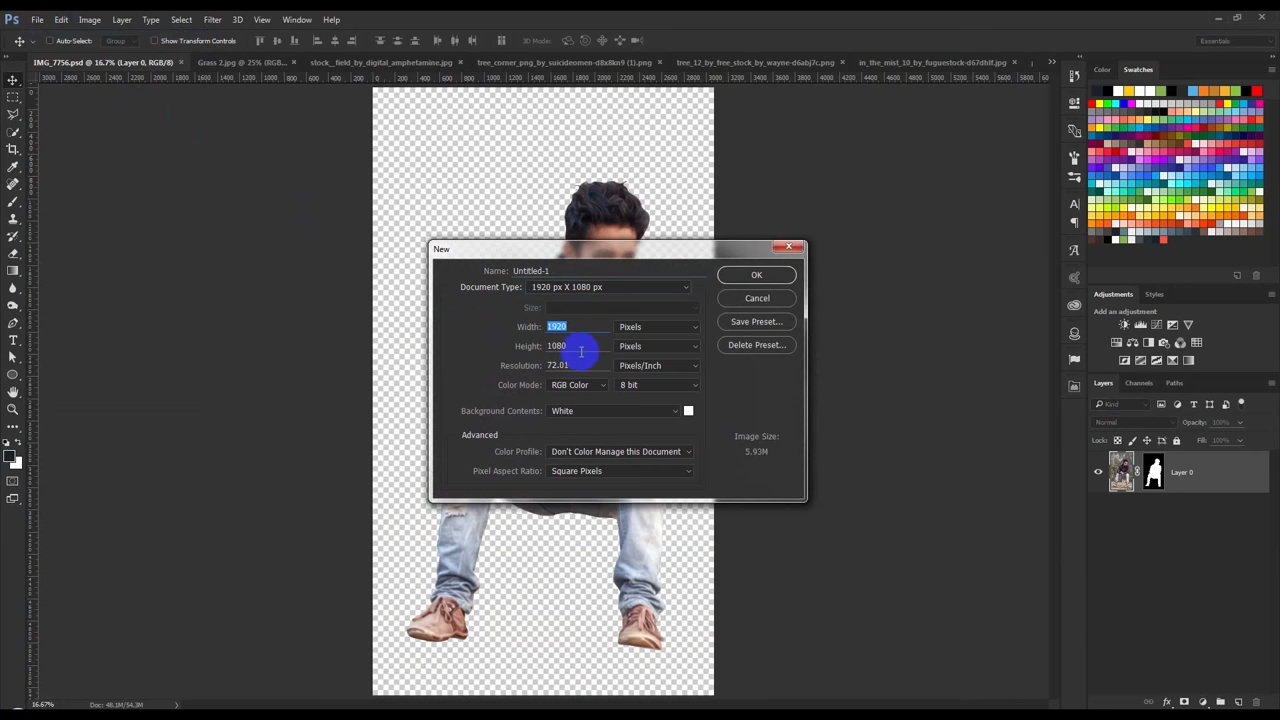 Ps File Edit Image Layer Type Select Filter 3D View Window Help
Auto-Select: Group Show Transform Controls 3D Mode: Essentials
IMG_7756.psd @ 16.7% (Layer 0, RGB/8) Grass 2.jpg @ 25% (RGB... stock_field_by_digital_amphetamine.jpg tree_corner_png_by_suicideomen-d8x8kn9 (1).png tree_12_by_free_stock_by_wayne-d6abj7c.png in_the_mist_10_by_fuguestock-d67dhlf.jpg
Color Swatches
New
Name: Untitled-1
OK
Document Type: 1920 px X 1080 px
Cancel
Size:
Save Preset...
Width: 1920 Pixels
Height: 1080 Pixels
Delete Preset...
Resolution: 72.01 Pixels/Inch
Color Mode: RGB Color 8 bit
Background Contents: White
Advanced
Image Size:
5.93M
Color Profile: Don't Color Manage this Document
Pixel Aspect Ratio: Square Pixels
Adjustments Styles
Add an adjustment
Layers Channels Paths
Kind
Normal Opacity: 100%
Lock: Fill: 100%
Layer 0
16.67% Doc: 48.1M/54.3M